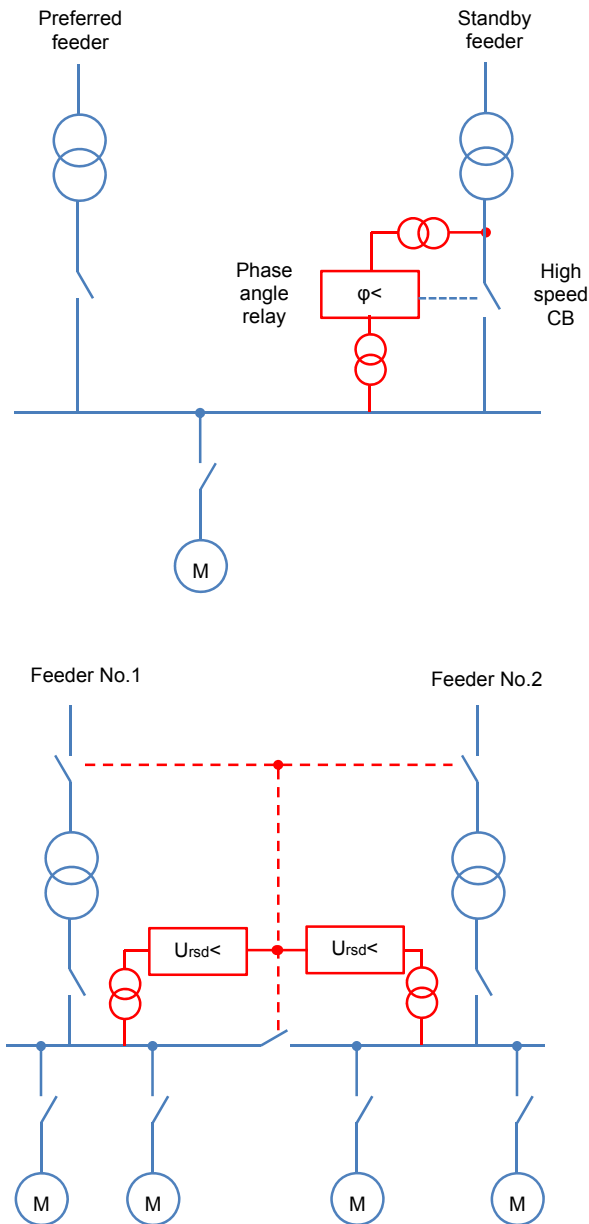 Preferred
feeder
Standby
feeder
Phase
angle
relay
φ<
High
speed
CB
M
Feeder No.1
Feeder No.2
Ursd<
Ursd<
M
M
M
M